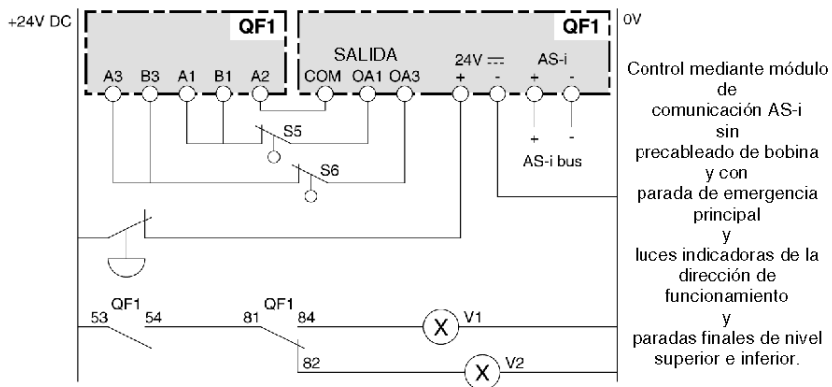 +24V DC
QF1
QF1
0V
SALIDA
24V
AS-i
A3 B3 A1 B1 A2
COM OA1 OA3
+ - + -
S5
+ -
AS-i bus
S6
QF1
53 54
QF1
81 84
X V1
82
X V2
Control mediante módulo
de
comunicación AS-i
sin
precableado de bobina
y con
parada de emergencia
principal
y
luces indicadoras de la
dirección de
funcionamiento
y
paradas finales de nivel
superior e inferior.